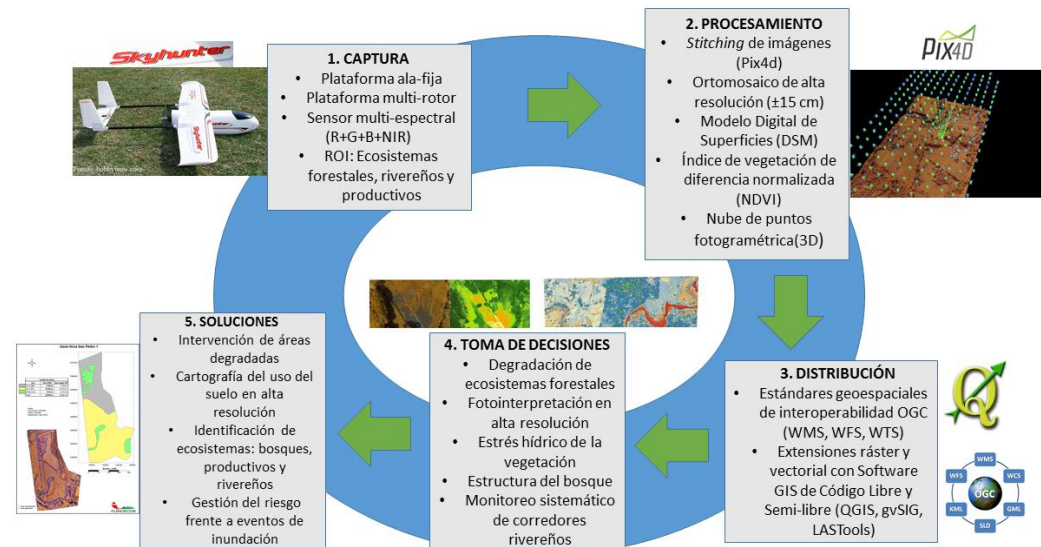 Skyhunter
1. CAPTURA
• Plataforma ala-fija
• Plataforma multi-rotor
• Sensor multi-espectral
(R+G+B+NIR)
• ROI: Ecosistemas
forestales, rivereños y
productivos
2. PROCESAMIENTO
• Stitching de imágenes
(Pix4d)
• Ortomosaico de alta
resolución (±15 cm)
• Modelo Digital de
Superficies (DSM)
• Índice de vegetación de
diferencia normalizada
(NDVI)
• Nube de puntos
fotogramétrica(3D)
PIX4D
3. DISTRIBUCIÓN
• Estándares geoespaciales
de interoperabilidad OGC
(WMS, WFS, WTS)
• Extensiones ráster y
vectorial con Software
GIS de Código Libre y
Semi-libre (QGIS, gvSIG,
LASTools)
WMS
WFS
WCS
OGC
KML
GML
SLD
4. TOMA DE DECISIONES
• Degradación de
ecosistemas forestales
• Fotointerpretación en
alta resolución
• Estrés hídrico de la
vegetación
• Estructura del bosque
• Monitoreo sistemático
de corredores
rivereños
5. SOLUCIONES
• Intervención de áreas
degradadas
• Cartografía del uso del
suelo en alta
resolución
• Identificación de
ecosistemas: bosques,
productivos y
rivereños
• Gestión del riesgo
frente a eventos de
inundación